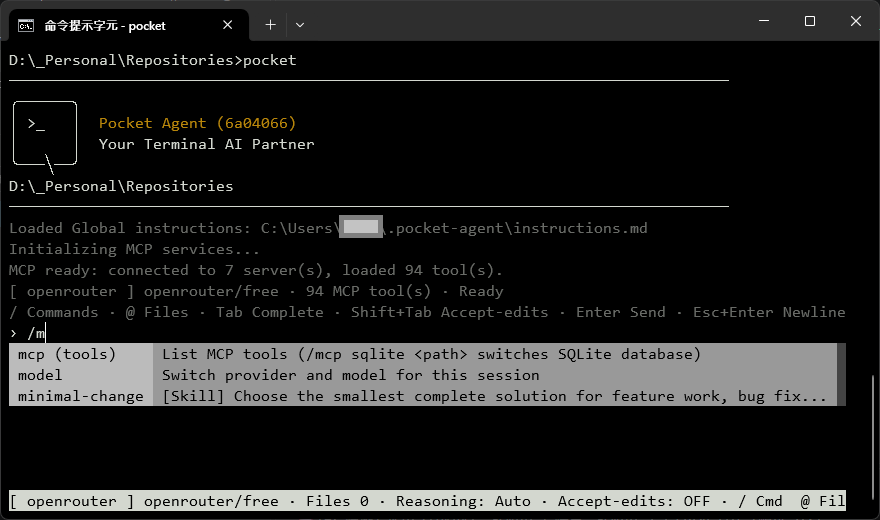 命令提示字元 - pocket
D:\_Personal\Repositories>pocket
>_
Pocket Agent (6a04066)
Your Terminal AI Partner
D:\_Personal\Repositories
Loaded Global instructions: C:\Users\ \.pocket-agent\instructions.md
Initializing MCP services...
MCP ready: connected to 7 server(s), loaded 94 tool(s).
[ openrouter ] openrouter/free · 94 MCP tool(s) · Ready
/ Commands · @ Files · Tab Complete · Shift+Tab Accept-edits · Enter Send · Esc+Enter Newline
› /m
mcp (tools) List MCP tools (/mcp sqlite <path> switches SQLite database)
model Switch provider and model for this session
minimal-change [Skill] Choose the smallest complete solution for feature work, bug fix...
[ openrouter ] openrouter/free · Files 0 · Reasoning: Auto · Accept-edits: OFF · / Cmd @ Fil